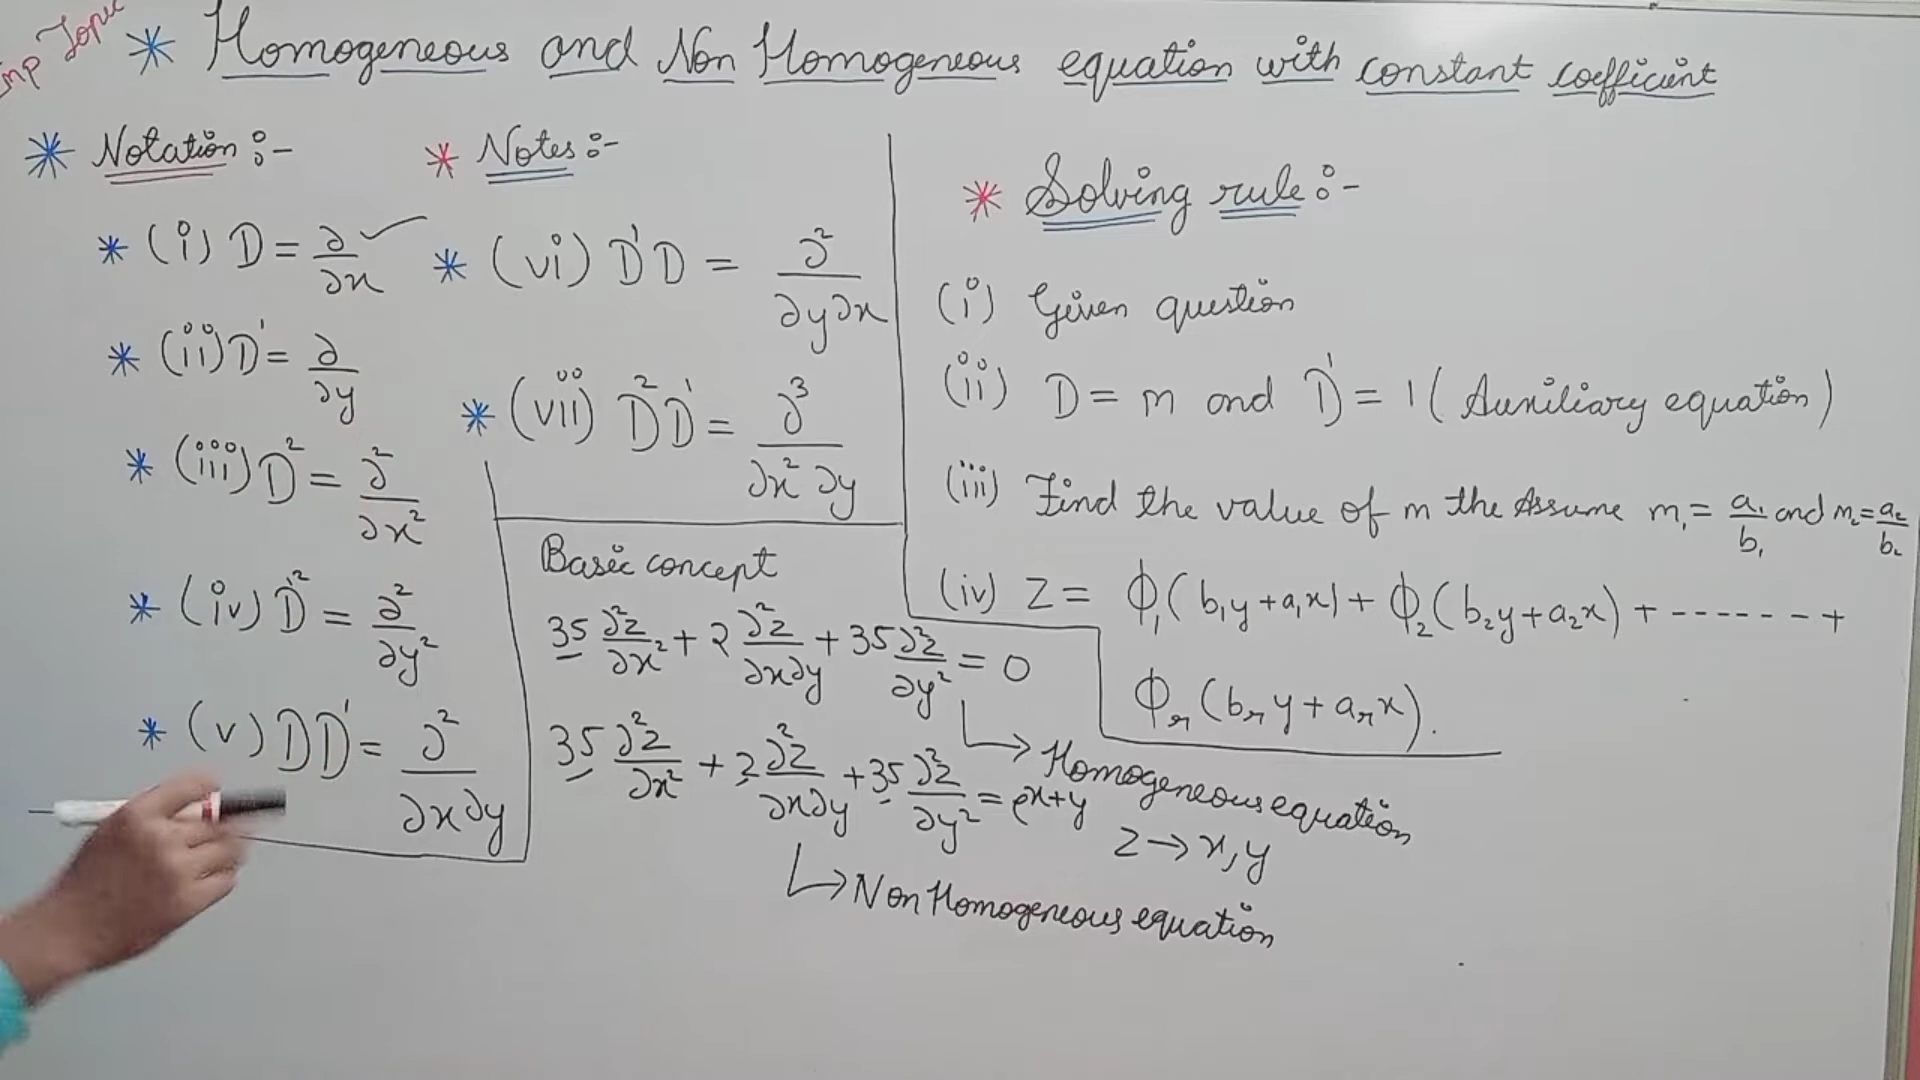 Imp Topic
* Homogeneous and Non Homogeneous equation with constant coefficient
* Notation :-
* (i) D = ∂/∂x ✓
* (ii) D' = ∂/∂y
* (iii) D² = ∂²/∂x²
* (iv) D'² = ∂²/∂y²
* (v) DD' = ∂²/∂x∂y
* Notes :-
* (vi) D'D = ∂²/∂y∂x
* (vii) D²D' = ∂³/∂x²∂y
Basic concept
35 ∂²z/∂x² + 2 ∂²z/∂x∂y + 35 ∂²z/∂y² = 0
↳ Homogeneous equation
z → x, y
35 ∂²z/∂x² + 2 ∂²z/∂x∂y + 35 ∂²z/∂y² = e^x+y
↳ Non Homogeneous equation
* Solving rule :-
(i) Given question
(ii) D = m and D' = 1 (Auxiliary equation)
(iii) Find the value of m the Assume m₁ = a₁/b₁ and m₂ = a₂/b₂
(iv) Z = ϕ₁(b₁y + a₁x) + ϕ₂(b₂y + a₂x) + ------- +
ϕr(bry + arx).